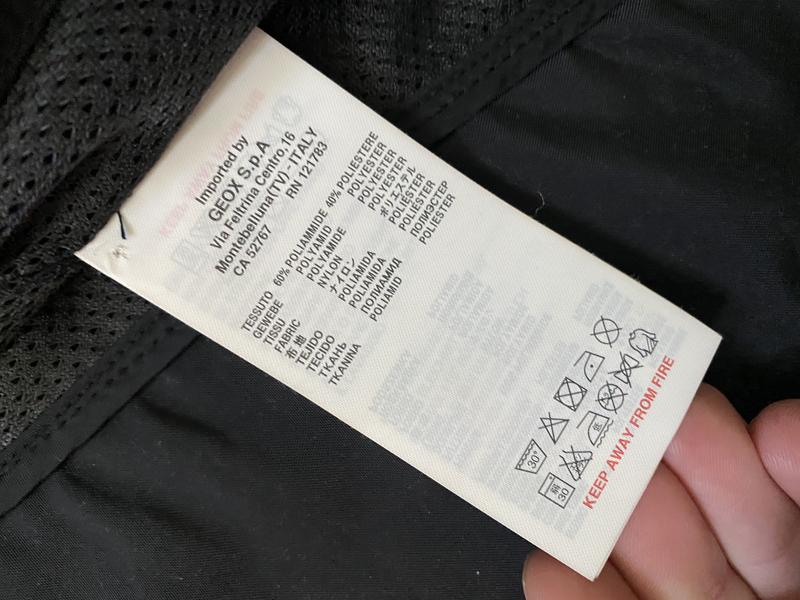 Imported by
GEOX S.p.A
Via Feltrina Centro,16
Montebelluna(TV)-ITALY
CA 52767 RN 121783
TESSUTO 60% POLIAMMIDE 40% POLIESTERE
GEWEBE POLYAMID POLYESTER
TISSU POLYAMIDE POLYESTER
FABRIC NYLON POLYESTER
布地 ナイロン ポリエステル
TEJIDO POLIAMIDA POLIESTER
TECIDO POLIAMIDA POLIESTER
ТКАНЬ ПОЛИАМИД ПОЛИЭСТЕР
TKANINA POLIAMID POLIESTER
30°
30
KEEP AWAY FROM FIRE